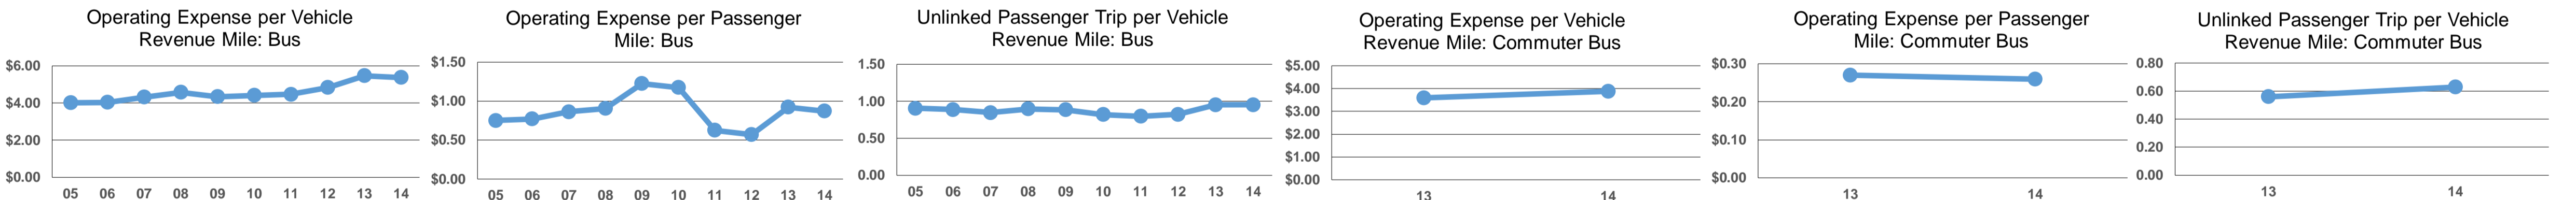 Operating Expense per Vehicle
Revenue Mile: Bus
$6.00
$4.00
$2.00
$0.00
05 06 07 08 09 10 11 12 13 14
Operating Expense per Passenger
Mile: Bus
$1.50
$1.00
$0.50
$0.00
05 06 07 08 09 10 11 12 13 14
Unlinked Passenger Trip per Vehicle
Revenue Mile: Bus
1.50
1.00
0.50
0.00
05 06 07 08 09 10 11 12 13 14
Operating Expense per Vehicle
Revenue Mile: Commuter Bus
$5.00
$4.00
$3.00
$2.00
$1.00
$0.00
13 14
Operating Expense per Passenger
Mile: Commuter Bus
$0.30
$0.20
$0.10
$0.00
13 14
Unlinked Passenger Trip per Vehicle
Revenue Mile: Commuter Bus
0.80
0.60
0.40
0.20
0.00
13 14